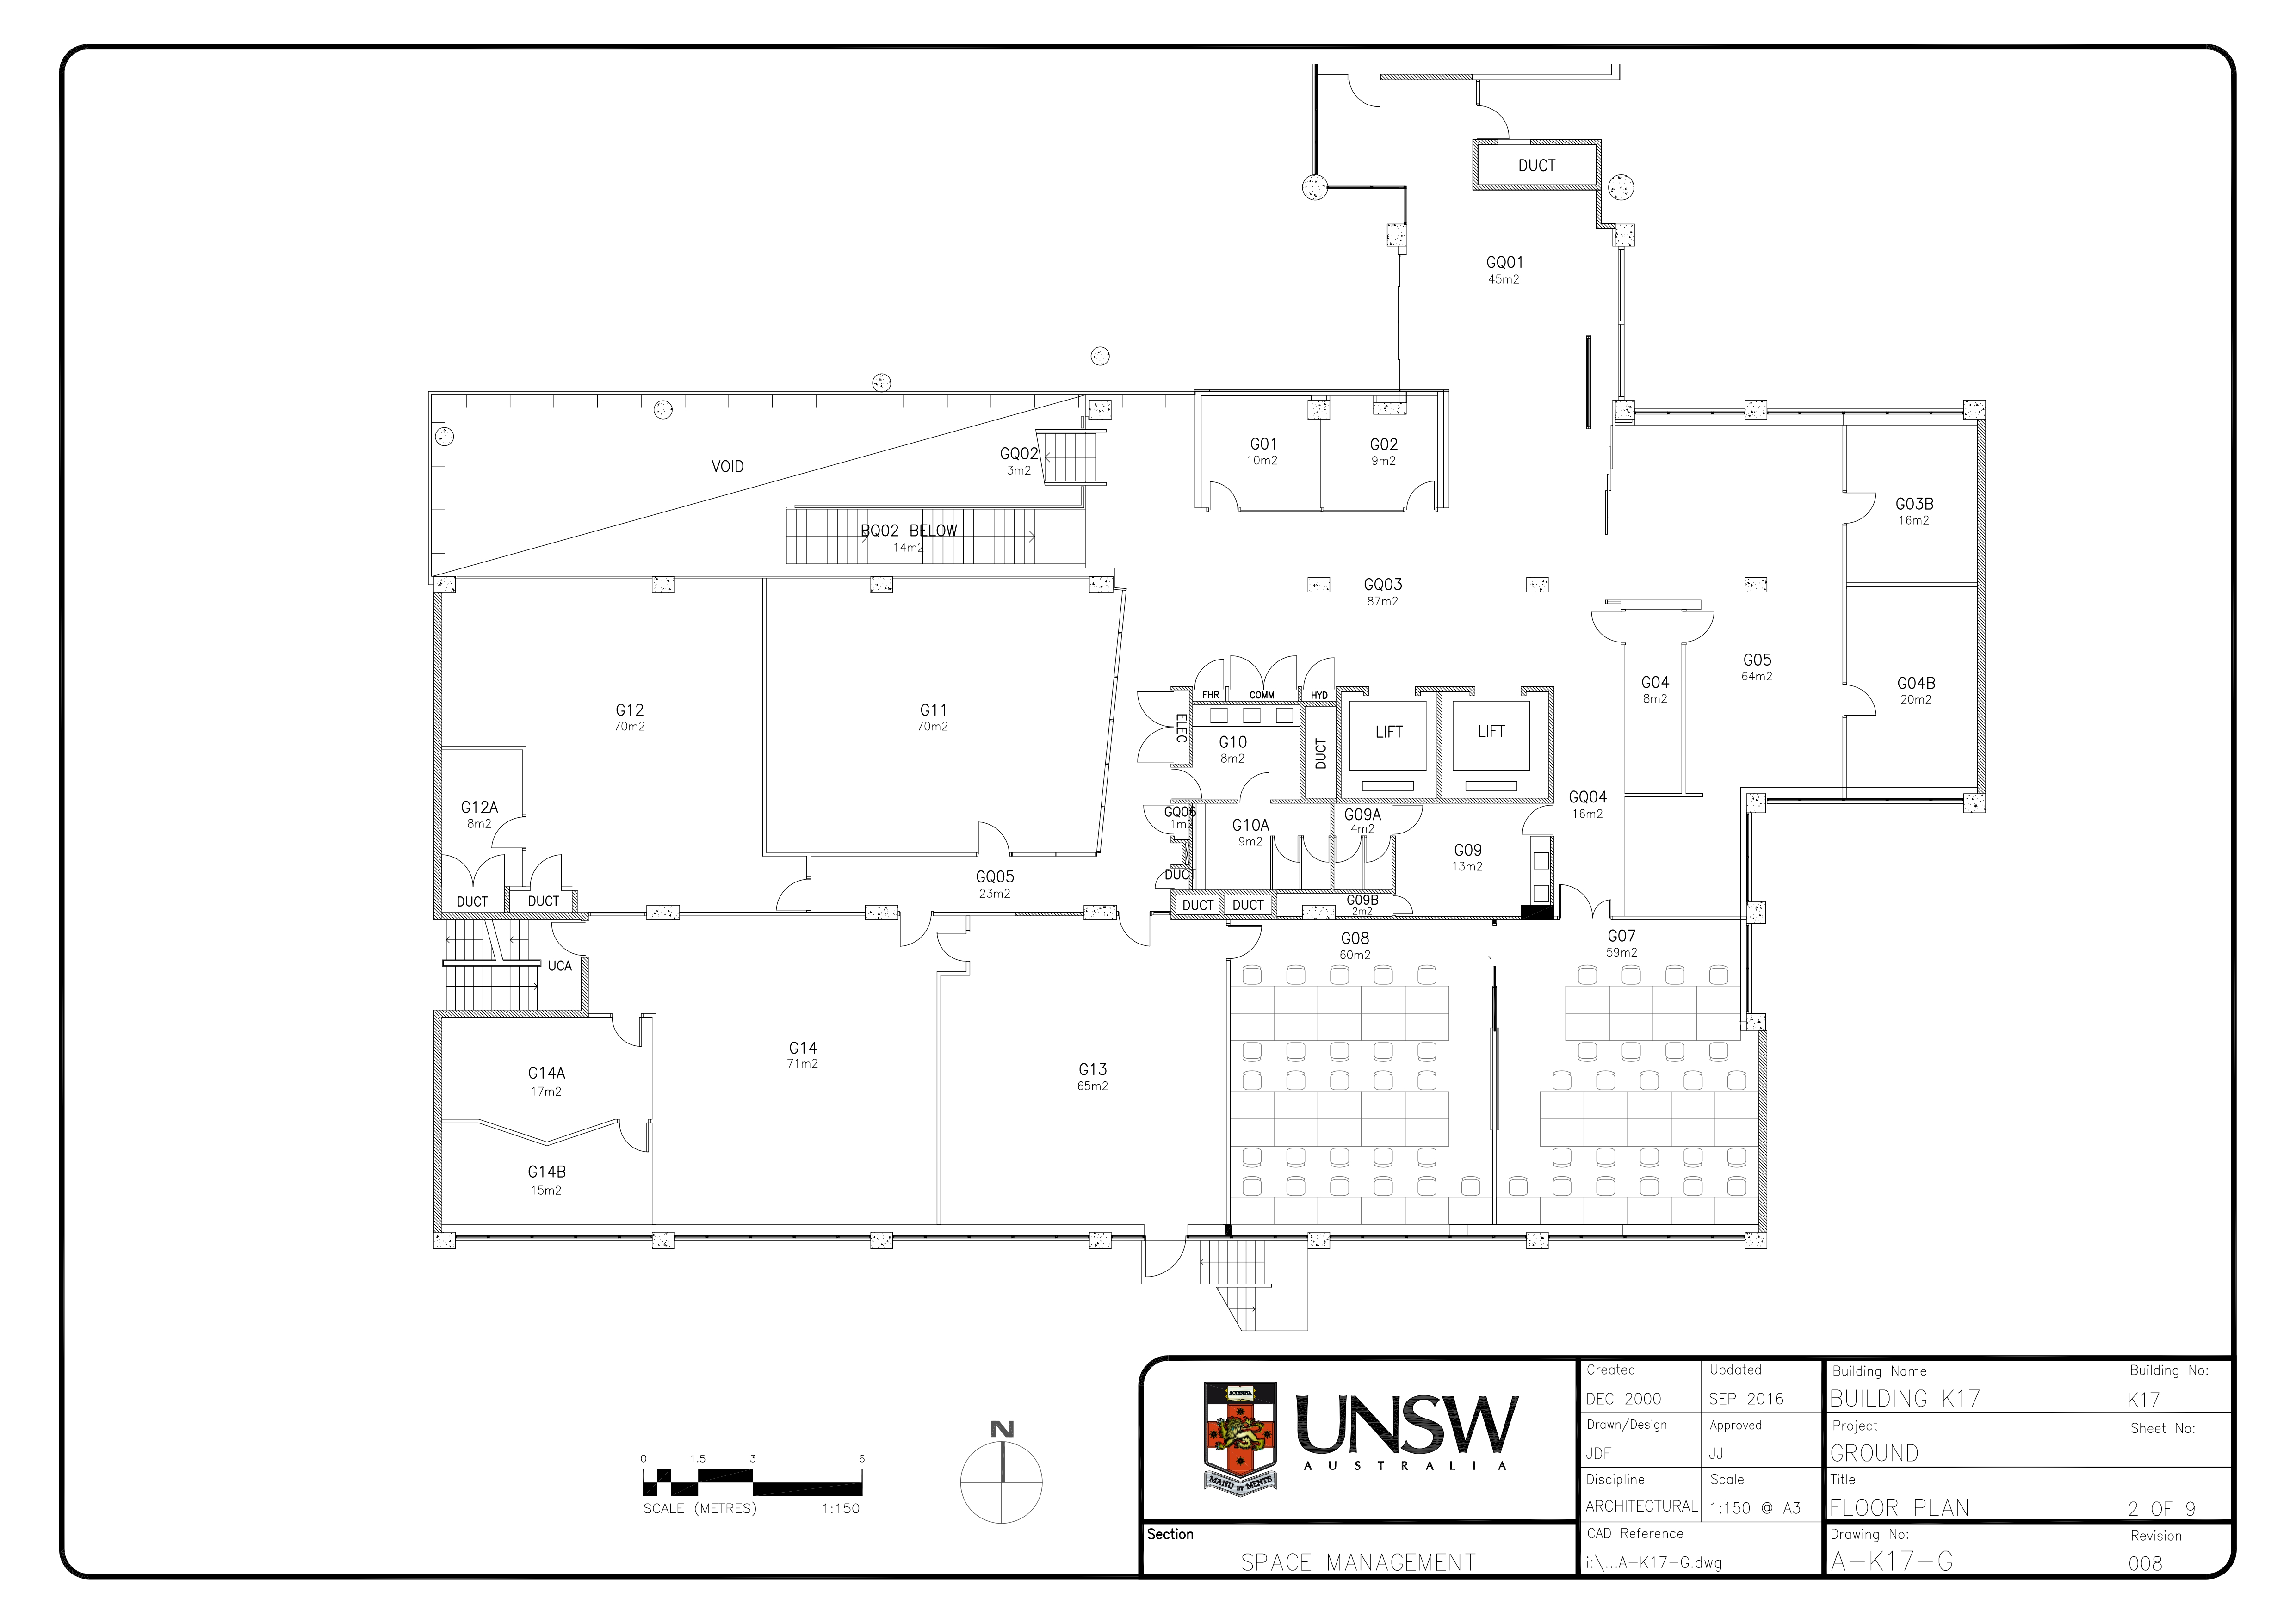 DUCT
GQ01
45m2
VOID
GQ02
3m2
G01
10m2
G02
9m2
G03B
16m2
BQ02 BELOW
14m2
GQ03
87m2
G12
70m2
G11
70m2
FHR
COMM
HYD
ELEC
G10
8m2
DUCT
LIFT
LIFT
G04
8m2
G05
64m2
G04B
20m2
G12A
8m2
GQ06
1m2
G10A
9m2
G09A
4m2
G09
13m2
GQ04
16m2
GQ05
23m2
DUCT
DUCT
DUCT
DUCT
DUCT
G09B
2m2
UCA
G08
60m2
G07
59m2
G14
71m2
G13
65m2
G14A
17m2
G14B
15m2
0 1.5 3 6
SCALE (METRES) 1:150
N
SCIENTIA
MANU ET MENTE
UNSW
AUSTRALIA
Section
SPACE MANAGEMENT
Created
DEC 2000
Updated
SEP 2016
Drawn/Design
JDF
Approved
JJ
Discipline
ARCHITECTURAL
Scale
1:150 @ A3
CAD Reference
i:\...A-K17-G.dwg
Building Name
BUILDING K17
Building No:
K17
Project
GROUND
Sheet No:
Title
FLOOR PLAN
2 OF 9
Drawing No:
A-K17-G
Revision
008